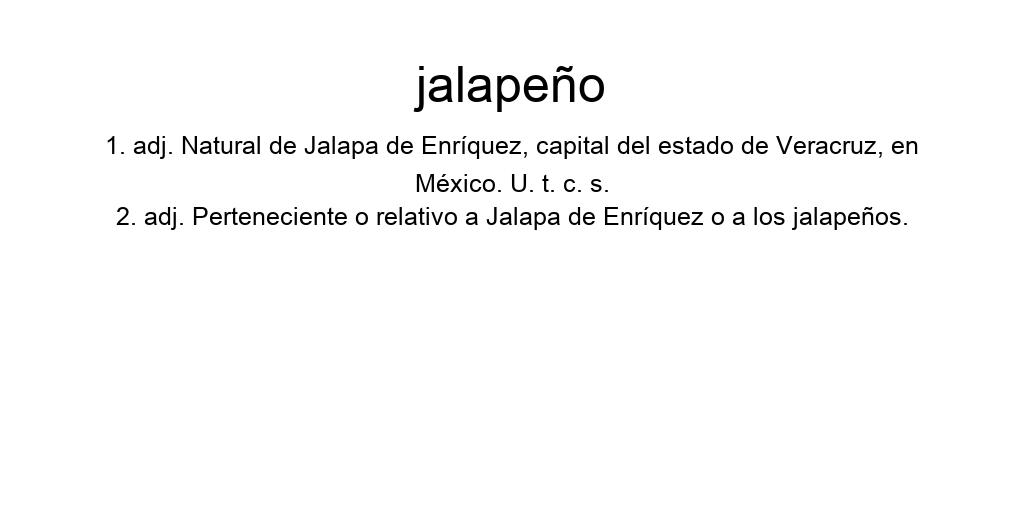 jalapeño
1. adj. Natural de Jalapa de Enríquez, capital del estado de Veracruz, en
México. U. t. c. s.
2. adj. Perteneciente o relativo a Jalapa de Enríquez o a los jalapeños.